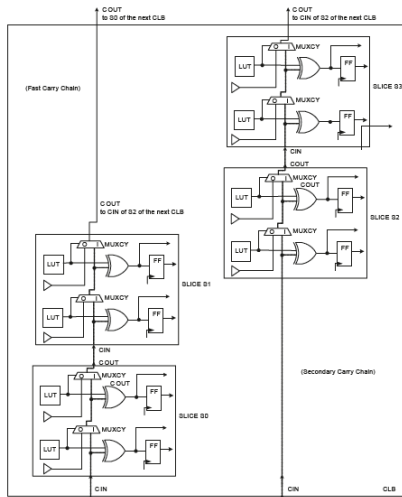 C OUT
to S0 of the next CLB
C OUT
to CIN of S2 of the next CLB
(Fast Carry Chain)
O I MUXCY
LUT
FF
SLICE S3
O I MUXCY
LUT
FF
CIN
COUT
O I MUXCY
COUT
LUT
FF
SLICE S2
O I MUXCY
LUT
FF
C OUT
to CIN of S2 of the next CLB
O I MUXCY
LUT
FF
SLICE S1
O I MUXCY
LUT
FF
CIN
COUT
O I MUXCY
COUT
LUT
FF
SLICE S0
O I MUXCY
LUT
FF
(Secondary Carry Chain)
CIN
CIN
CLB